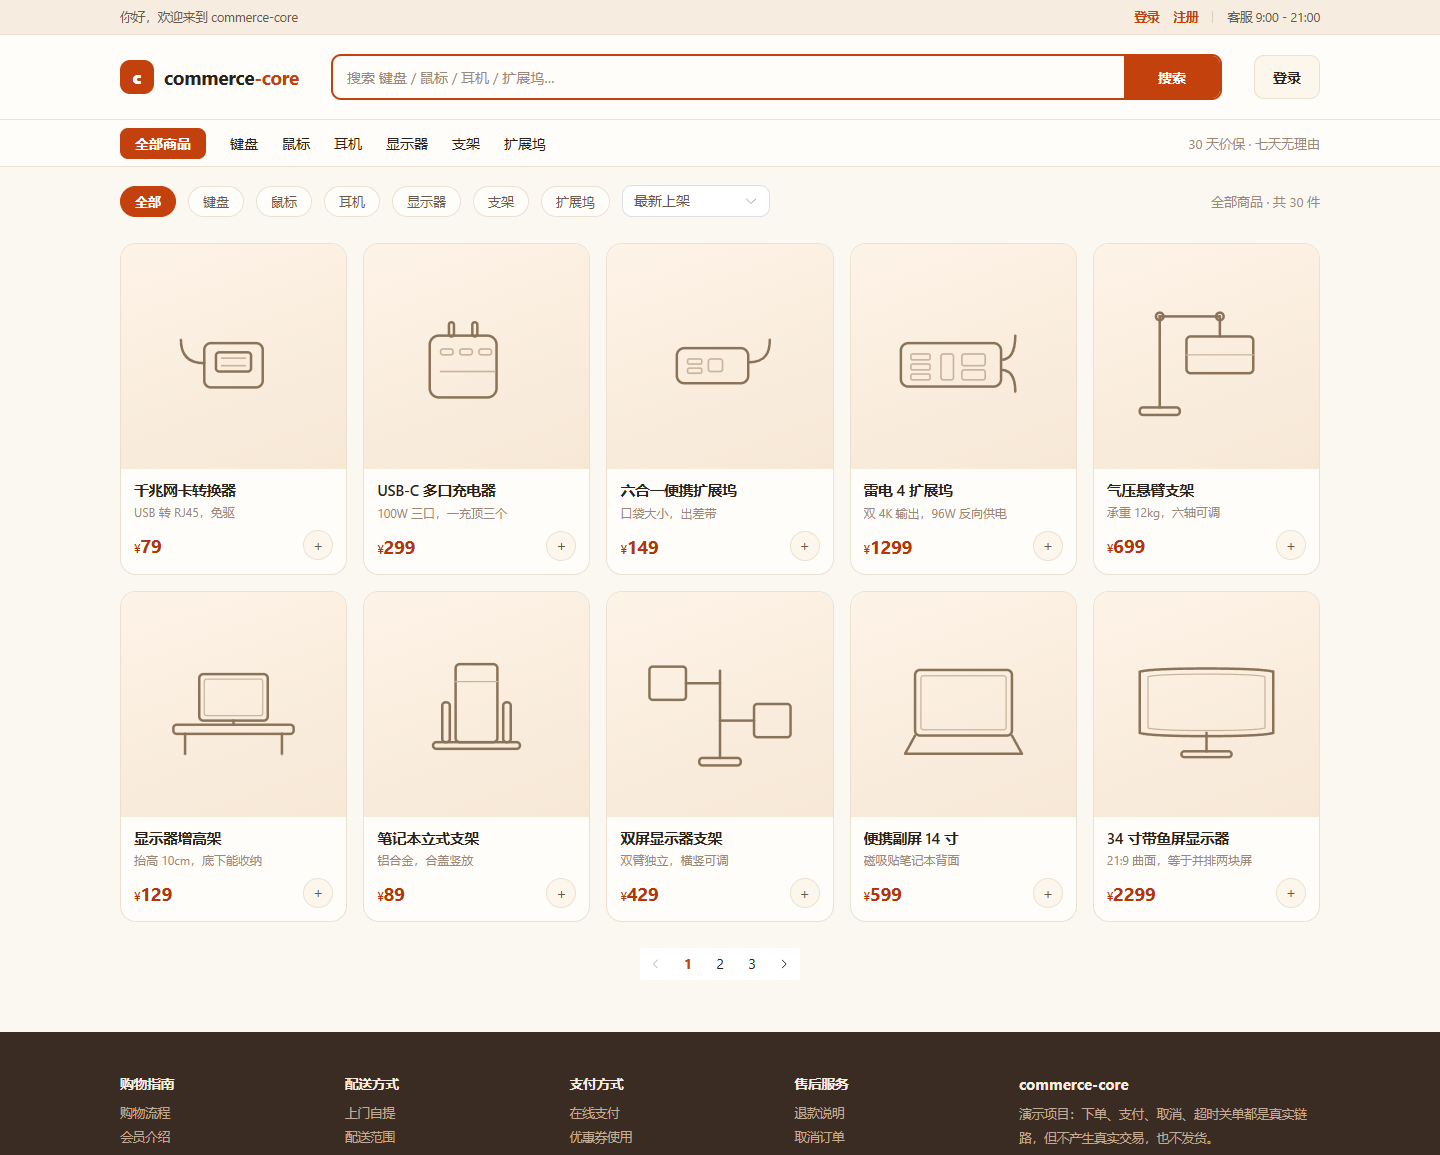 你好，欢迎来到 commerce-core
登录 注册 客服 9:00 - 21:00
c commerce-core
搜索 键盘 / 鼠标 / 耳机 / 扩展坞...
搜索
登录
全部商品 键盘 鼠标 耳机 显示器 支架 扩展坞 30 天价保 · 七天无理由
全部 键盘 鼠标 耳机 显示器 支架 扩展坞 最新上架 全部商品 · 共 30 件
千兆网卡转换器
USB 转 RJ45，免驱
¥79 +
USB-C 多口充电器
100W 三口，一充顶三个
¥299 +
六合一便携扩展坞
口袋大小，出差带
¥149 +
雷电 4 扩展坞
双 4K 输出，96W 反向供电
¥1299 +
气压悬臂支架
承重 12kg，六轴可调
¥699 +
显示器增高架
抬高 10cm，底下能收纳
¥129 +
笔记本立式支架
铝合金，合盖竖放
¥89 +
双屏显示器支架
双臂独立，横竖可调
¥429 +
便携副屏 14 寸
磁吸贴笔记本背面
¥599 +
34 寸带鱼屏显示器
21:9 曲面，等于并排两块屏
¥2299 +
1 2 3
购物指南
购物流程
会员介绍
配送方式
上门自提
配送范围
支付方式
在线支付
优惠券使用
售后服务
退款说明
取消订单
commerce-core
演示项目：下单、支付、取消、超时关单都是真实链
路，但不产生真实交易，也不发货。